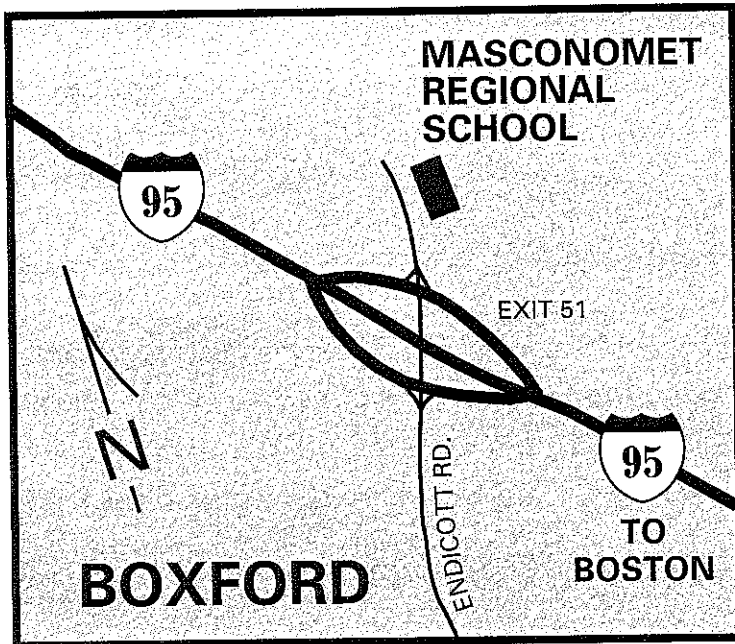 MASCONOMET
REGIONAL
SCHOOL
95
EXIT 51
N
95
TO
BOSTON
ENDICOTT RD.
BOXFORD